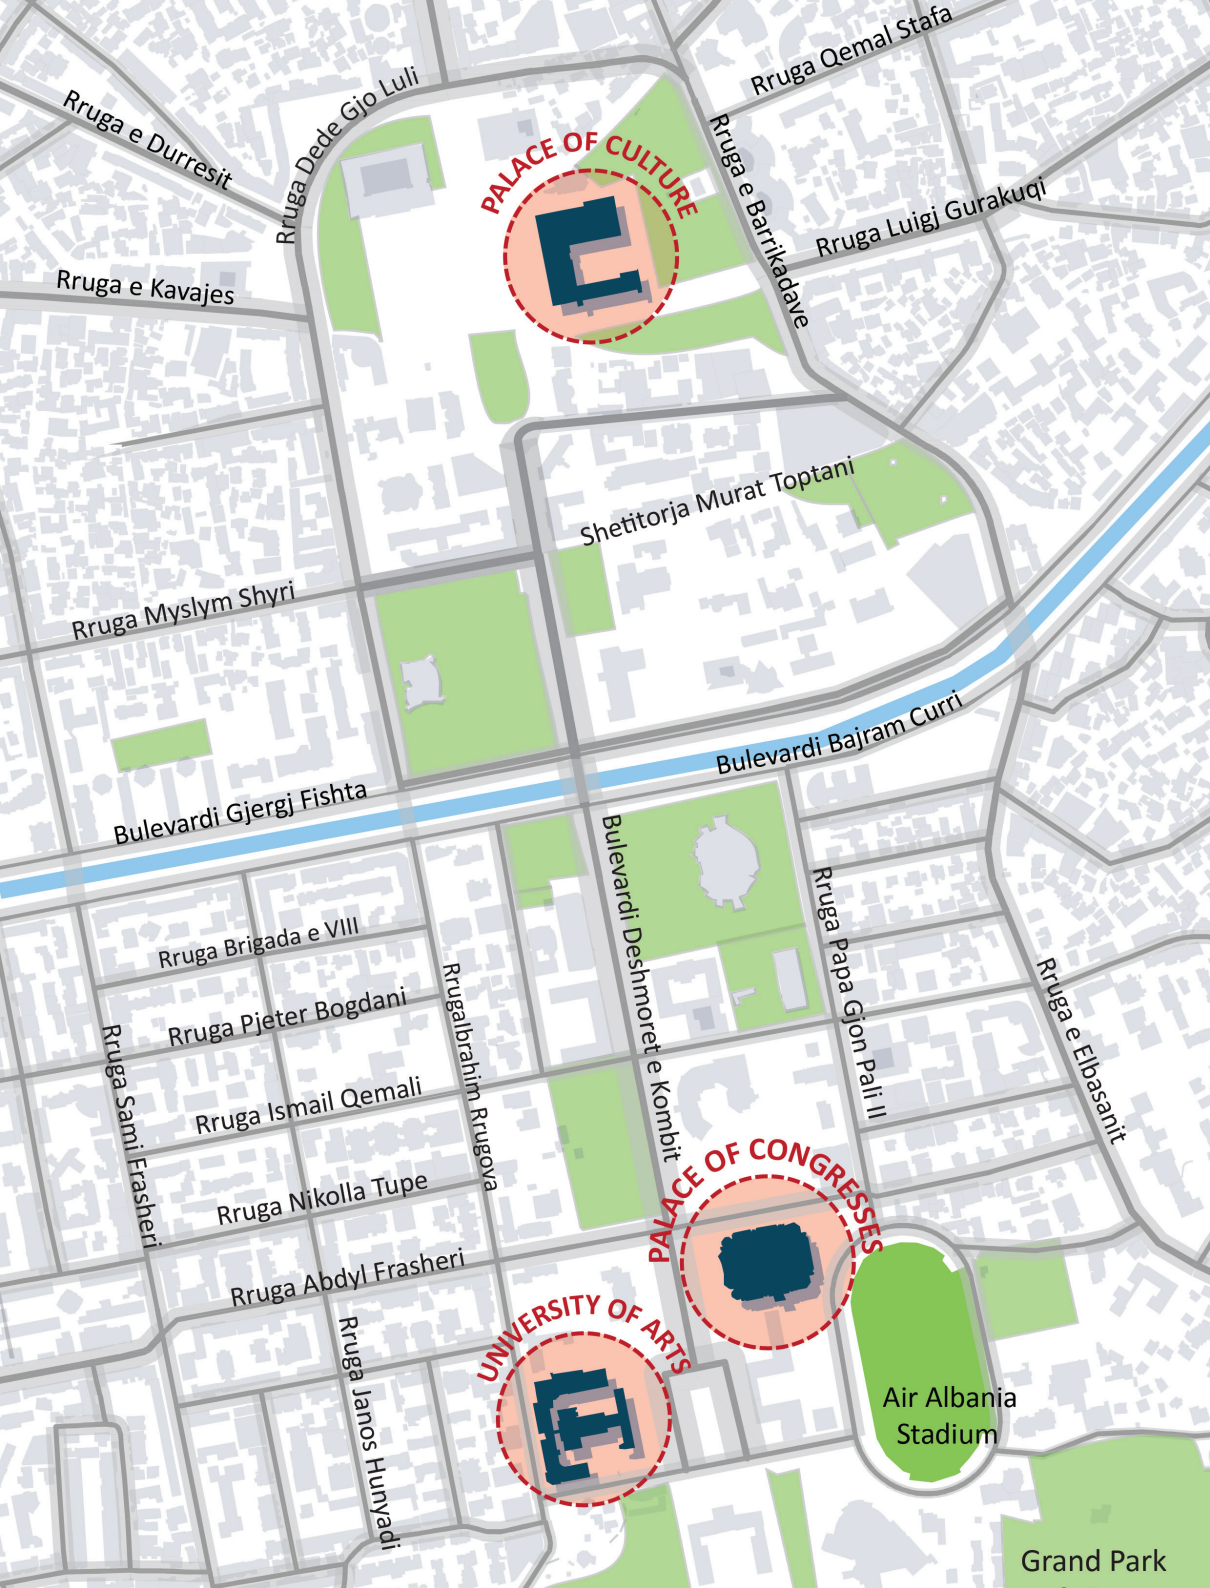 Rruga Qemal Stafa
Rruga Dede Gjo Luli
Rruga e Durresit
PALACE OF CULTURE
Rruga e Barrikadave
Rruga Luigj Gurakuqi
Rruga e Kavajes
Shetitorja Murat Toptani
Rruga Myslym Shyri
Bulevardi Bajram Curri
Bulevardi Gjergj Fishta
Bulevardi Deshmoret e Kombit
Rruga Papa Gjon Pali II
Rruga Brigada e VIII
Rruga Pjeter Bogdani
RrugaIbrahim Rrugova
Rruga e Elbasanit
Rruga Sami Frasheri
Rruga Ismail Qemali
PALACE OF CONGRESSES
Rruga Nikolla Tupe
Rruga Abdyl Frasheri
UNIVERSITY OF ARTS
Rruga Janos Hunyadi
Air Albania
Stadium
Grand Park